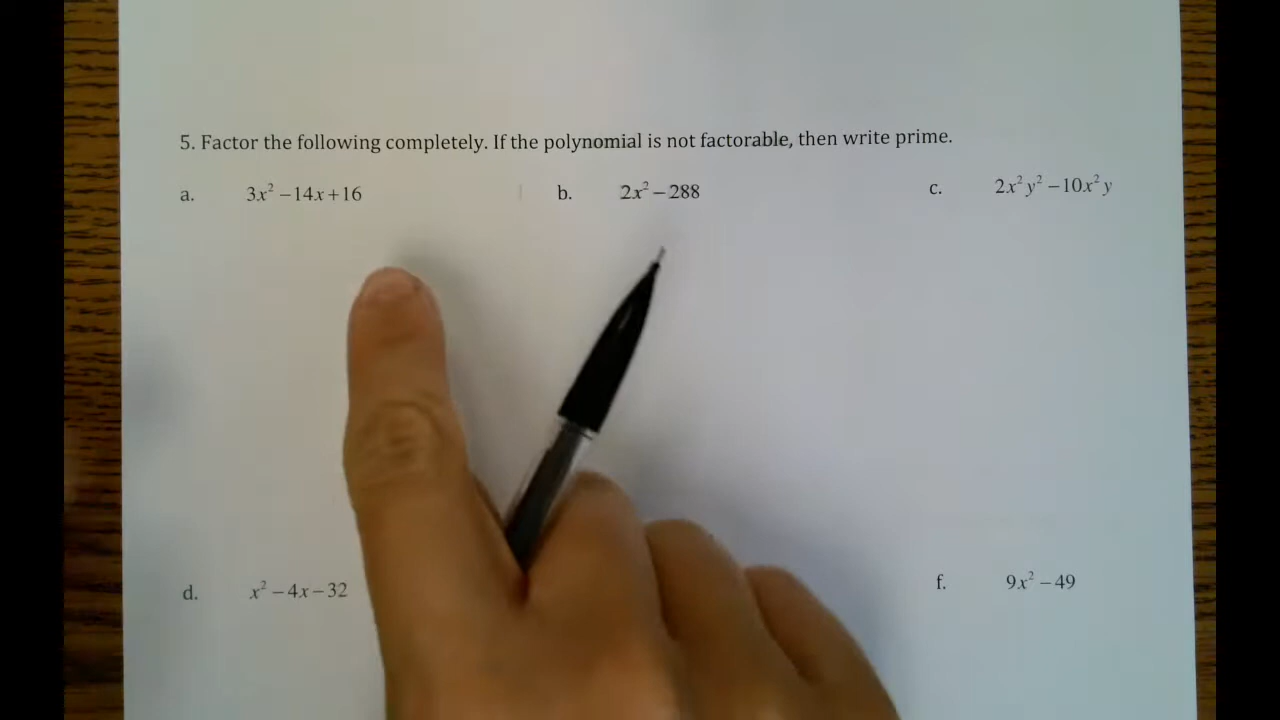 5. Factor the following completely. If the polynomial is not factorable, then write prime.
a. 3x² – 14x + 16 b. 2x² – 288 c. 2x²y² – 10x²y
d. x² – 4x – 32 f. 9x² – 49